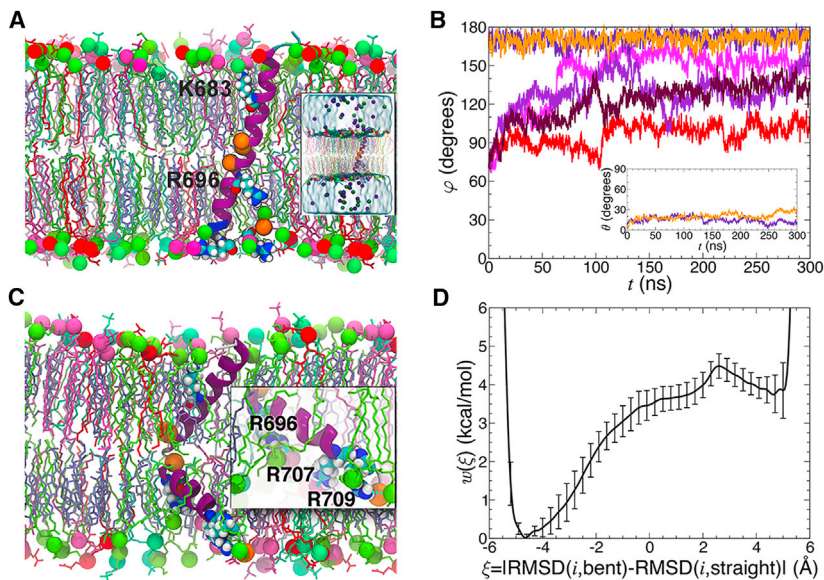 A
K683
R696
B
180
150
120
90
60
30
0
φ (degrees)
0 50 100 150 200 250 300
t (ns)
90
60
30
0
θ (degrees)
0 50 100 150 200 250 300
t (ns)
C
R696
R707
R709
D
6
5
4
3
2
1
0
w(ξ) (kcal/mol)
-6 -4 -2 0 2 4 6
ξ=|RMSD(i,bent)-RMSD(i,straight)| (Å)